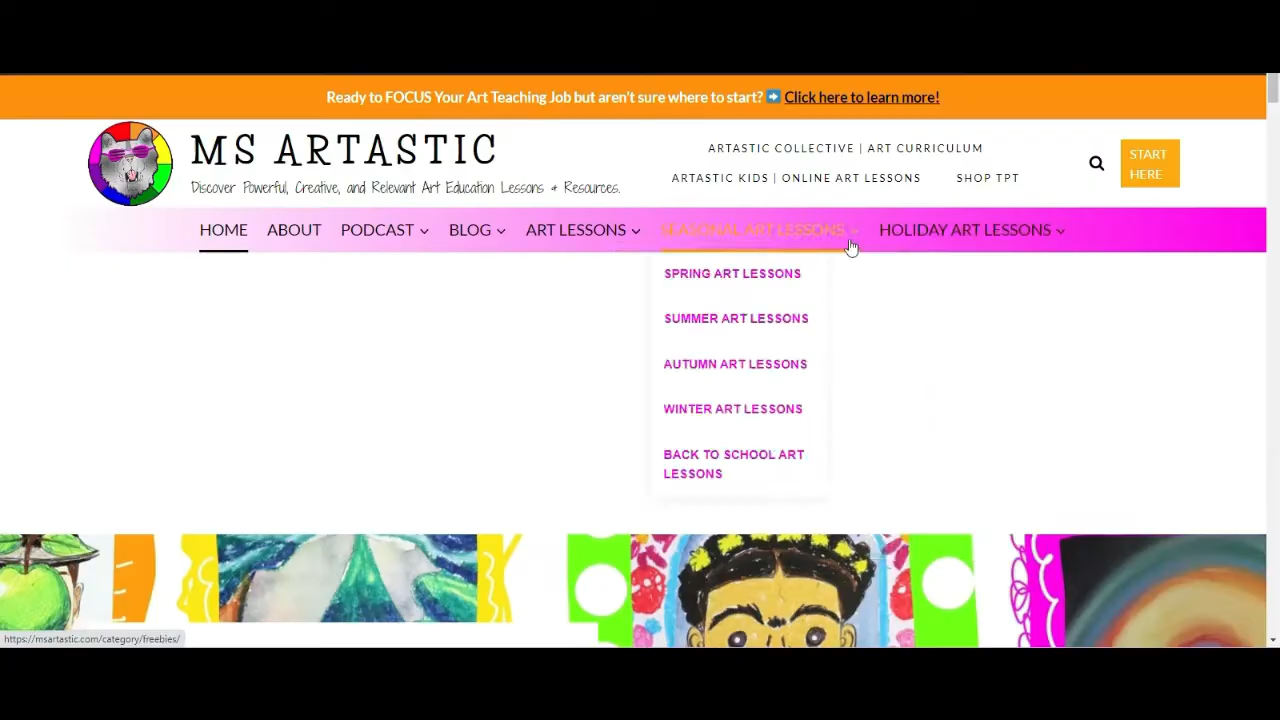 Ready to FOCUS Your Art Teaching Job but aren't sure where to start? ➡ Click here to learn more!
MS ARTASTIC
Discover Powerful, Creative, and Relevant Art Education Lessons & Resources.
ARTASTIC COLLECTIVE | ART CURRICULUM
ARTASTIC KIDS | ONLINE ART LESSONS SHOP TPT
START
HERE
HOME ABOUT PODCAST BLOG ART LESSONS SEASONAL ART LESSONS HOLIDAY ART LESSONS
SPRING ART LESSONS
SUMMER ART LESSONS
AUTUMN ART LESSONS
WINTER ART LESSONS
BACK TO SCHOOL ART
LESSONS
https://msartastic.com/category/freebies/